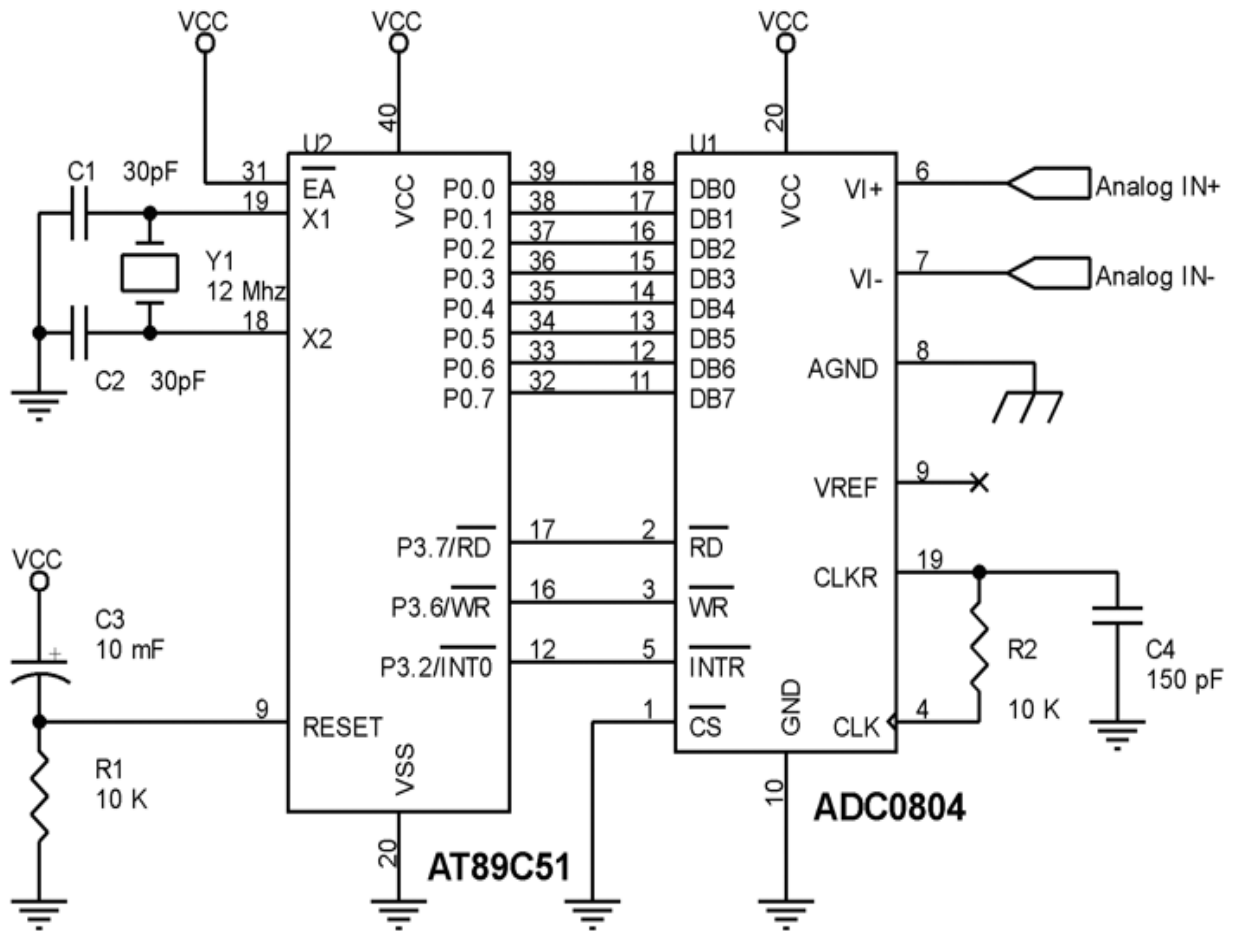 VCC
VCC
VCC
40
20
U2
U1
C1 30pF
31
EA
VCC
P0.0
39
18
DB0
VCC
VI+
6
Analog IN+
19
X1
P0.1
38
17
DB1
P0.2
37
16
DB2
Y1
12 Mhz
P0.3
36
15
DB3
VI-
7
Analog IN-
P0.4
35
14
DB4
18
X2
P0.5
34
13
DB5
P0.6
33
12
DB6
AGND
8
C2 30pF
P0.7
32
11
DB7
VREF
9
VCC
P3.7/RD
17
2
RD
CLKR
19
C3
10 mF
+
P3.6/WR
16
3
WR
P3.2/INT0
12
5
INTR
R2
10 K
C4
150 pF
9
RESET
1
CS
GND
CLK
4
R1
10 K
VSS
20
10
AT89C51
ADC0804